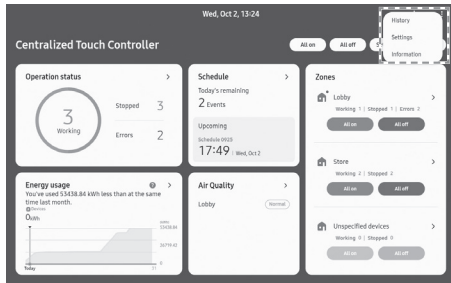 Wed, Oct 2, 13:24
History
Settings
Information
Centralized Touch Controller
All on
All off
Operation status
3
Working
Stopped 3
Errors 2
Schedule
Today's remaining
2 Events
Upcoming
Schedule 0923
17:49 | Wed, Oct 2
Zones
Lobby
Working 1 | Stopped 1 | Errors 2
All on
All off
Store
Working 2 | Stopped 2
All on
All off
Unspecified devices
Working 0 | Stopped 0
All on
All off
Energy usage
You've used 53438.84 kWh less than at the same
time last month.
Devices
0kWh
53438.84
26719.42
0
Today
31
Air Quality
Lobby
Normal